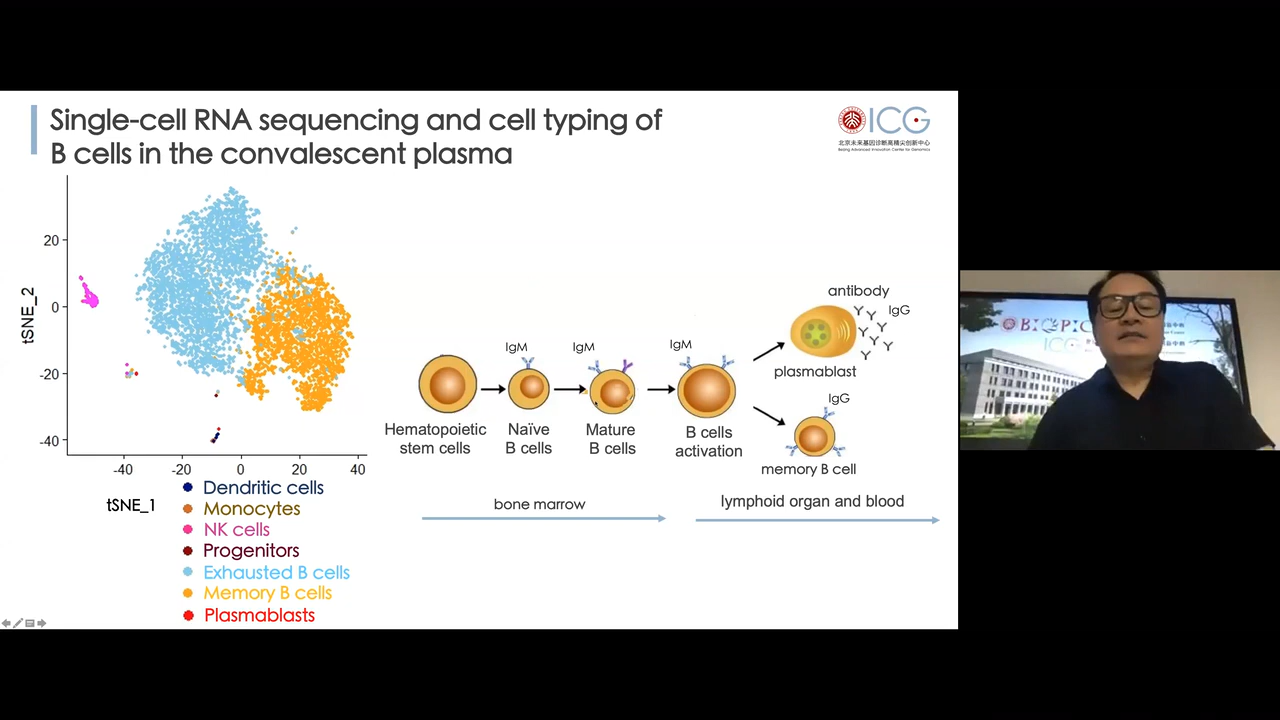 Single-cell RNA sequencing and cell typing of
B cells in the convalescent plasma
ICG
北京未来基因诊断高精尖创新中心
Beijing Advanced Innovation Center for Genomics
tSNE_2
20
0
-20
-40
-40
-20
0
20
40
tSNE_1
Dendritic cells
Monocytes
NK cells
Progenitors
Exhausted B cells
Memory B cells
Plasmablasts
IgM
IgM
IgM
antibody
IgG
plasmablast
IgG
memory B cell
Hematopoietic
stem cells
Naïve
B cells
Mature
B cells
B cells
activation
bone marrow
lymphoid organ and blood
BIOPIC
ICG